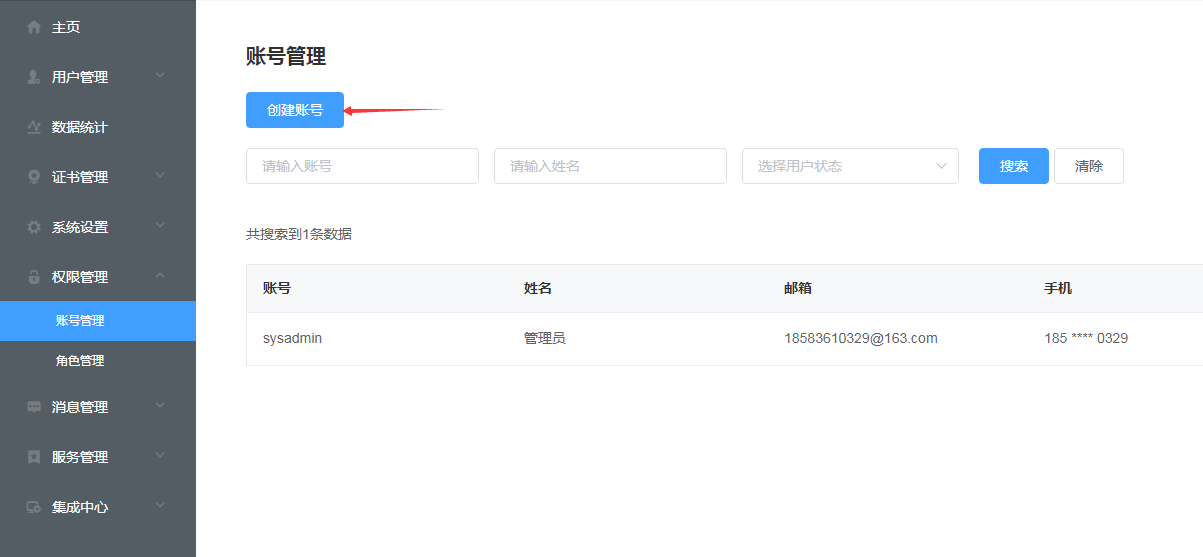 主页
用户管理
数据统计
证书管理
系统设置
权限管理
账号管理
角色管理
消息管理
服务管理
集成中心
账号管理
创建账号
请输入账号 请输入姓名 选择用户状态 搜索 清除
共搜索到1条数据
账号 姓名 邮箱 手机
sysadmin 管理员 18583610329@163.com 185 **** 0329